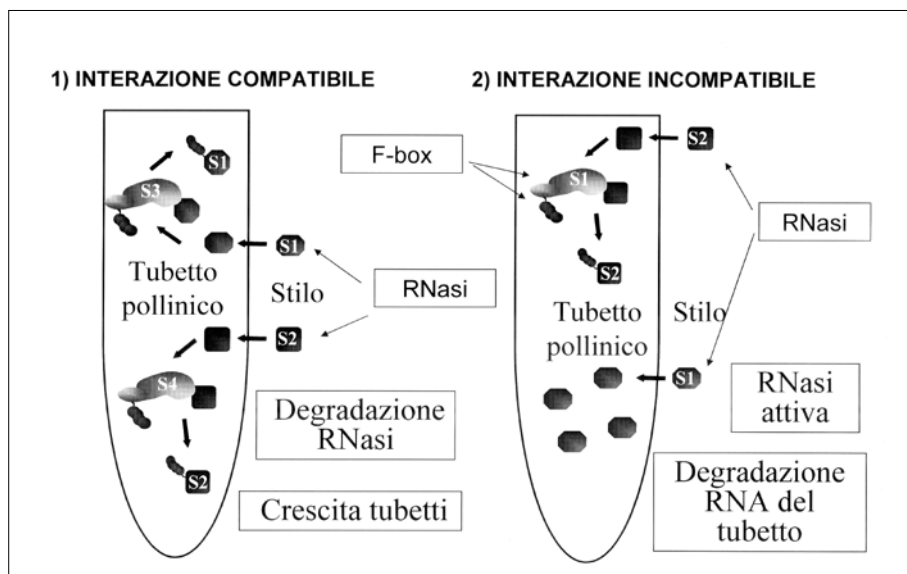 1) INTERAZIONE COMPATIBILE
S1
S3
S1
Tubetto
pollinico
Stilo
RNasi
S2
S4
Degradazione
RNasi
S2
Crescita tubetti
2) INTERAZIONE INCOMPATIBILE
S2
F-box
S1
RNasi
S2
Tubetto
pollinico
Stilo
S1
RNasi
attiva
Degradazione
RNA del
tubetto